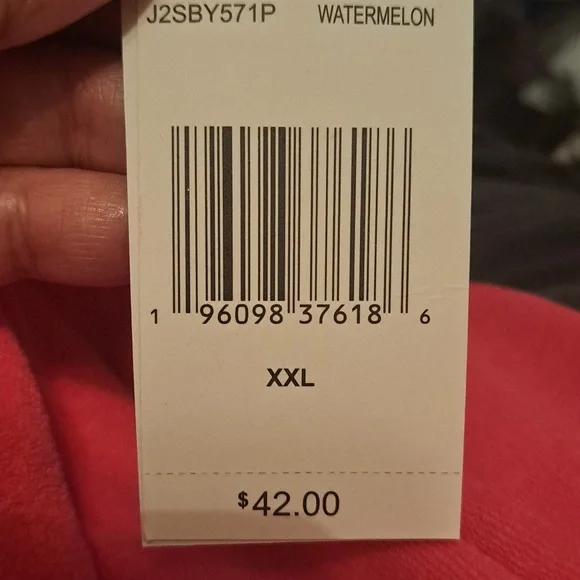 J2SBY571P WATERMELON
1 96098 37618 6
XXL
$42.00